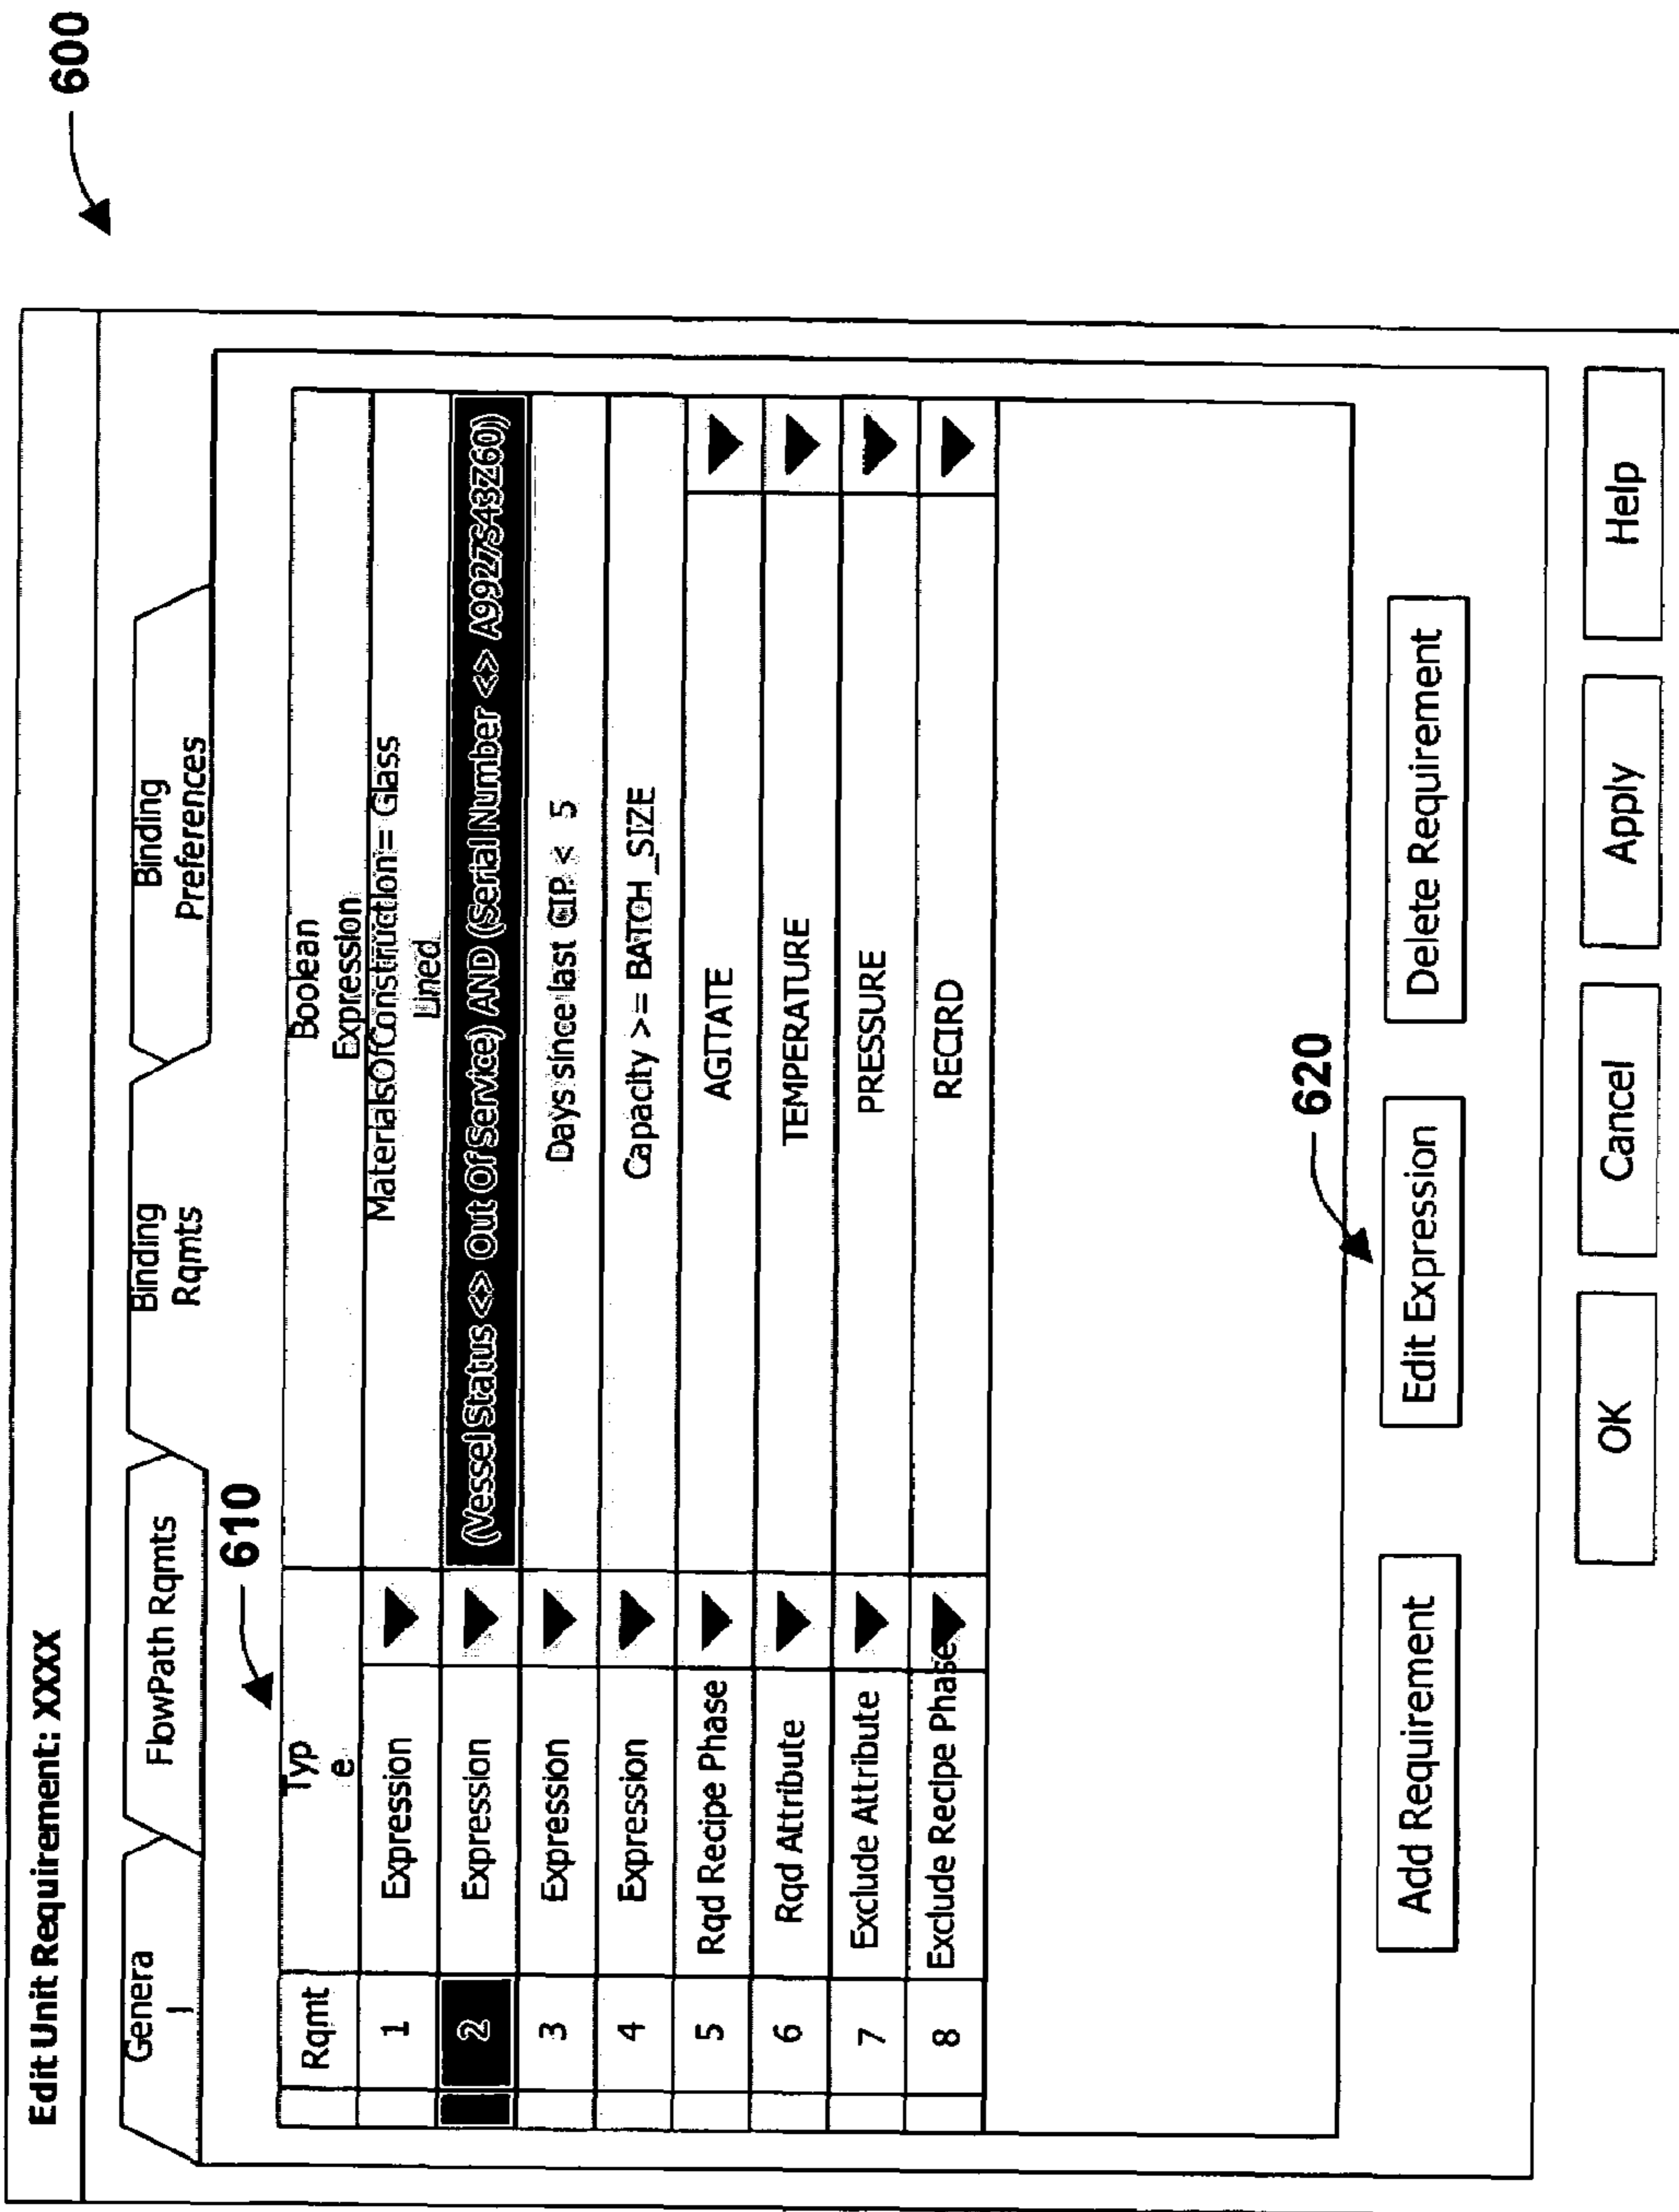 600
Edit Unit Requirement: XXXX
Genera
l
FlowPath Rqmts
Binding
Rqmts
Binding
Preferences
610
Rqmt
Typ
e
Boolean
Expression
1
Expression
MaterialsOfConstruction = Glass
Lined
2
Expression
(Vessel Status <> Out Of Service) AND (Serial Number <> A9927S43Z60)
3
Expression
Days since last CIP < 5
4
Expression
Capacity >= BATCH_SIZE
5
Rqd Recipe Phase
AGITATE
6
Rqd Attribute
TEMPERATURE
7
Exclude Attribute
PRESSURE
8
Exclude Recipe Phase
RECIRD
620
Add Requirement
Edit Expression
Delete Requirement
OK
Cancel
Apply
Help